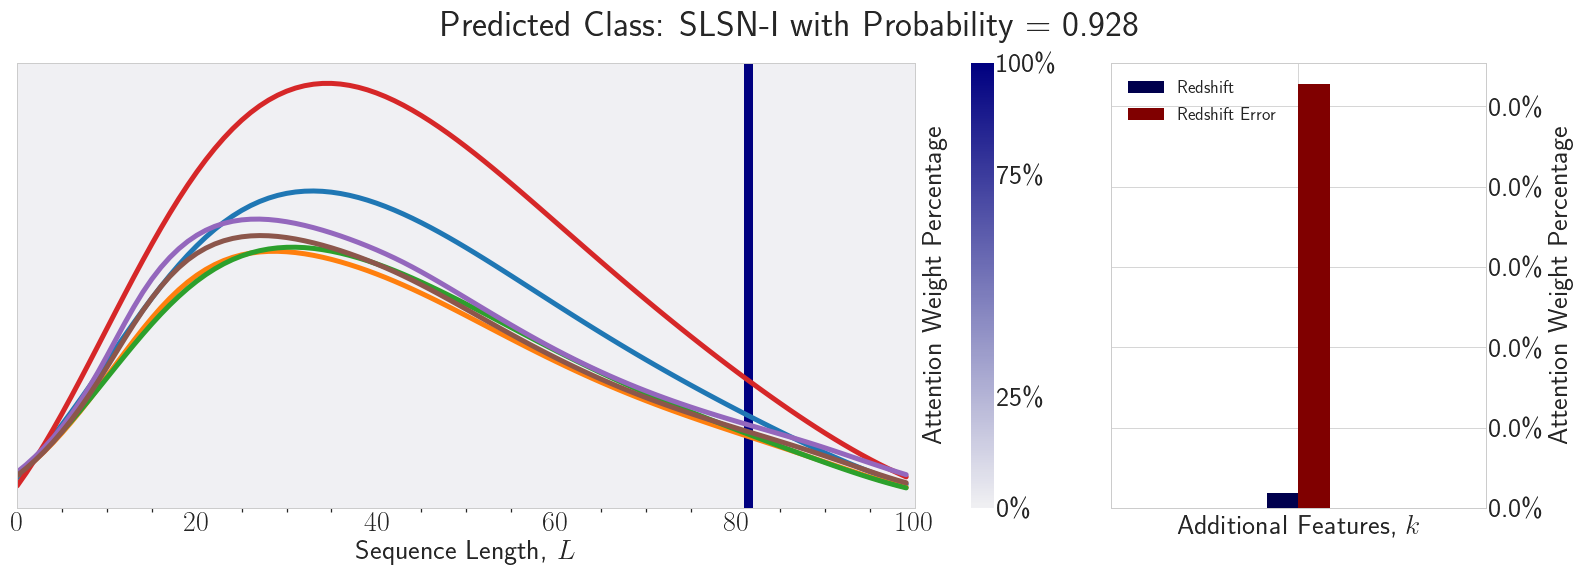 Predicted Class: SLSN-I with Probability = 0.928
0 20 40 60 80 100
Sequence Length, L
100%
75%
25%
0%
Attention Weight Percentage
Redshift
Redshift Error
0.0%
0.0%
0.0%
0.0%
0.0%
0.0%
Attention Weight Percentage
Additional Features, k